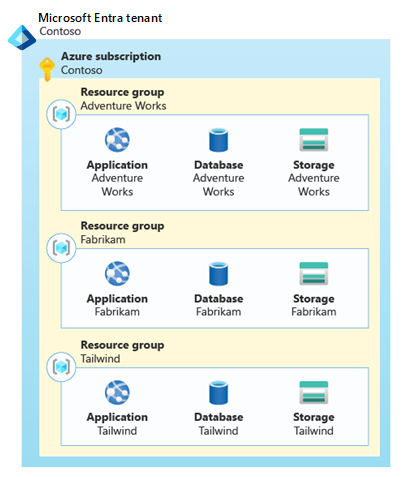 Microsoft Entra tenant
Contoso
Azure subscription
Contoso
Resource group
Adventure Works
Application
Adventure
Works
Database
Adventure
Works
Storage
Adventure
Works
Resource group
Fabrikam
Application
Fabrikam
Database
Fabrikam
Storage
Fabrikam
Resource group
Tailwind
Application
Tailwind
Database
Tailwind
Storage
Tailwind